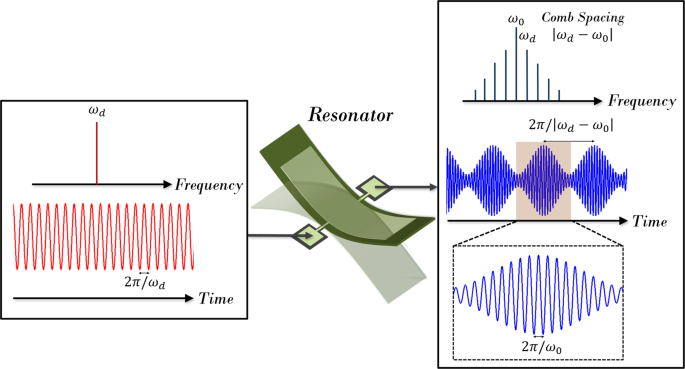 ω_d
Frequency
2π/ω_d
Time
Resonator
ω_0 Comb Spacing
ω_d |ω_d − ω_0|
Frequency
2π/|ω_d − ω_0|
Time
2π/ω_0